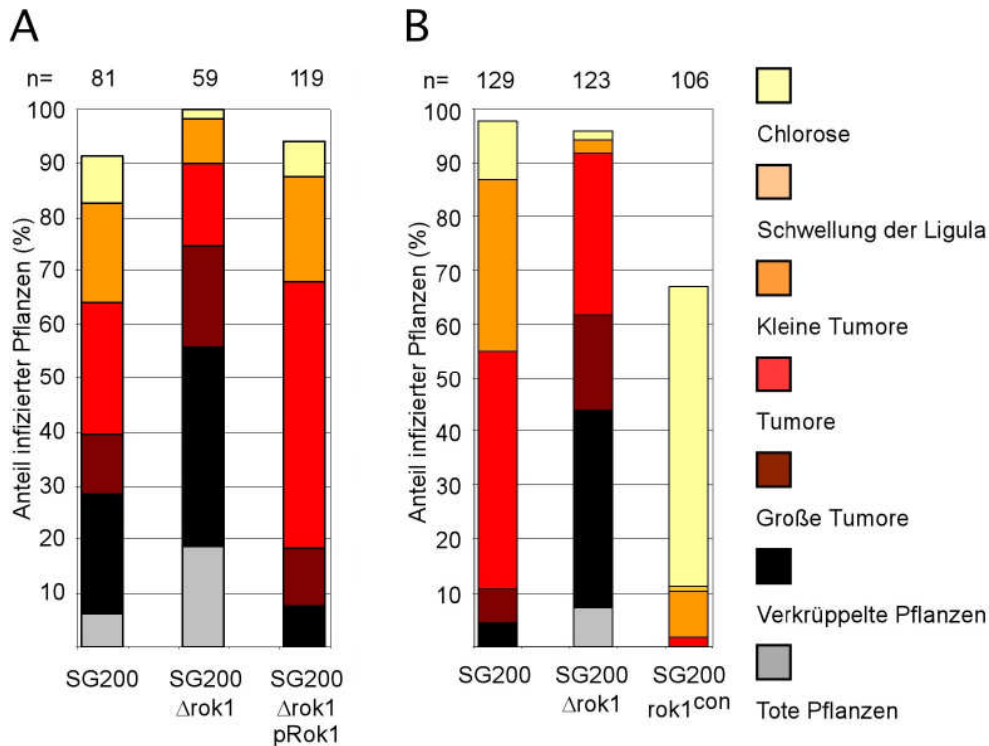 A
B
n= 81 59 119
n= 129 123 106
Anteil infizierter Pflanzen (%)
100
90
80
70
60
50
40
30
20
10
SG200
SG200 Δrok1
SG200 Δrok1 pRok1
Anteil infizierter Pflanzen (%)
100
90
80
70
60
50
40
30
20
10
SG200
SG200 Δrok1
SG200 rok1con
Chlorose
Schwellung der Ligula
Kleine Tumore
Tumore
Große Tumore
Verkrüppelte Pflanzen
Tote Pflanzen